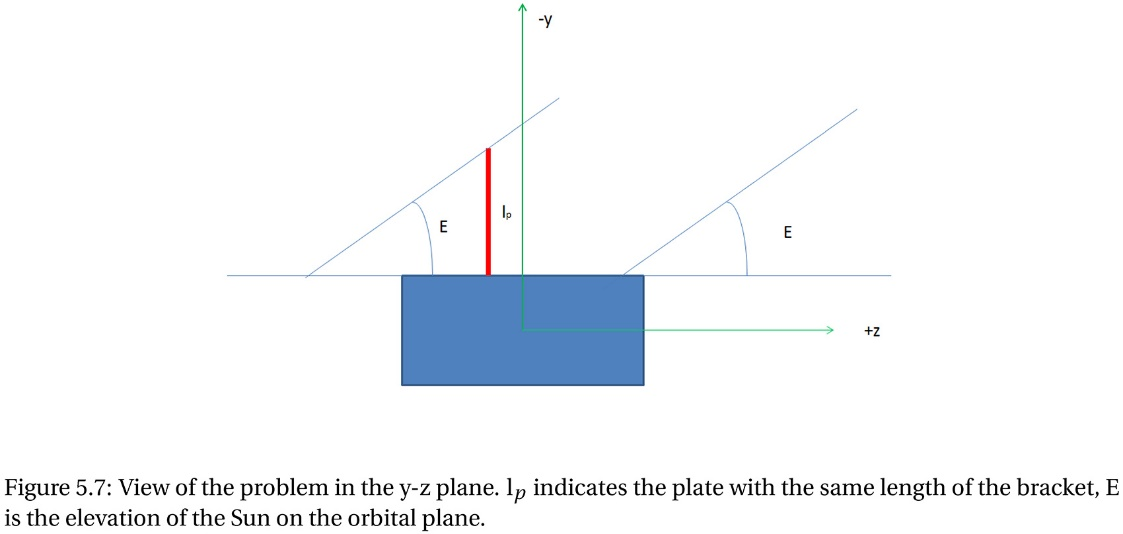 -y
E
lₚ
E
+z
Figure 5.7: View of the problem in the y-z plane. lₚ indicates the plate with the same length of the bracket, E
is the elevation of the Sun on the orbital plane.